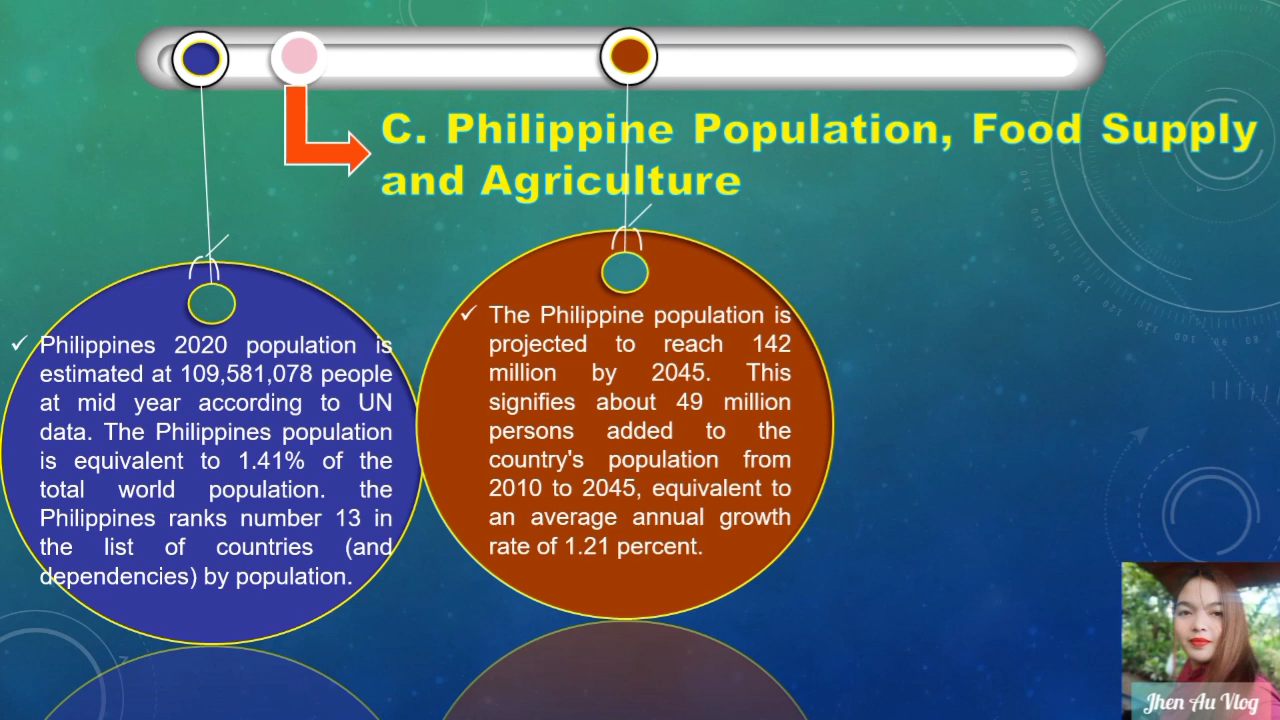 C. Philippine Population, Food Supply
and Agriculture
✓ Philippines 2020 population is
estimated at 109,581,078 people
at mid year according to UN
data. The Philippines population
is equivalent to 1.41% of the
total world population. the
Philippines ranks number 13 in
the list of countries (and
dependencies) by population.
✓ The Philippine population is
projected to reach 142
million by 2045. This
signifies about 49 million
persons added to the
country's population from
2010 to 2045, equivalent to
an average annual growth
rate of 1.21 percent.
Jhen Au Vlog